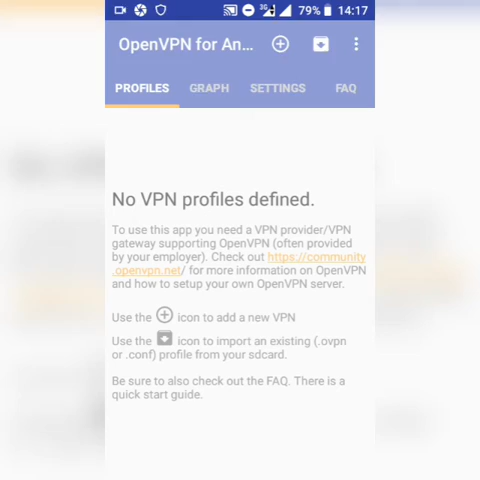 3G 79% 14:17
OpenVPN for An...
PROFILES GRAPH SETTINGS FAQ
No VPN profiles defined.
To use this app you need a VPN provider/VPN
gateway supporting OpenVPN (often provided
by your employer). Check out https://community
.openvpn.net/ for more information on OpenVPN
and how to setup your own OpenVPN server.
Use the icon to add a new VPN
Use the icon to import an existing (.ovpn
or .conf) profile from your sdcard.
Be sure to also check out the FAQ. There is a
quick start guide.